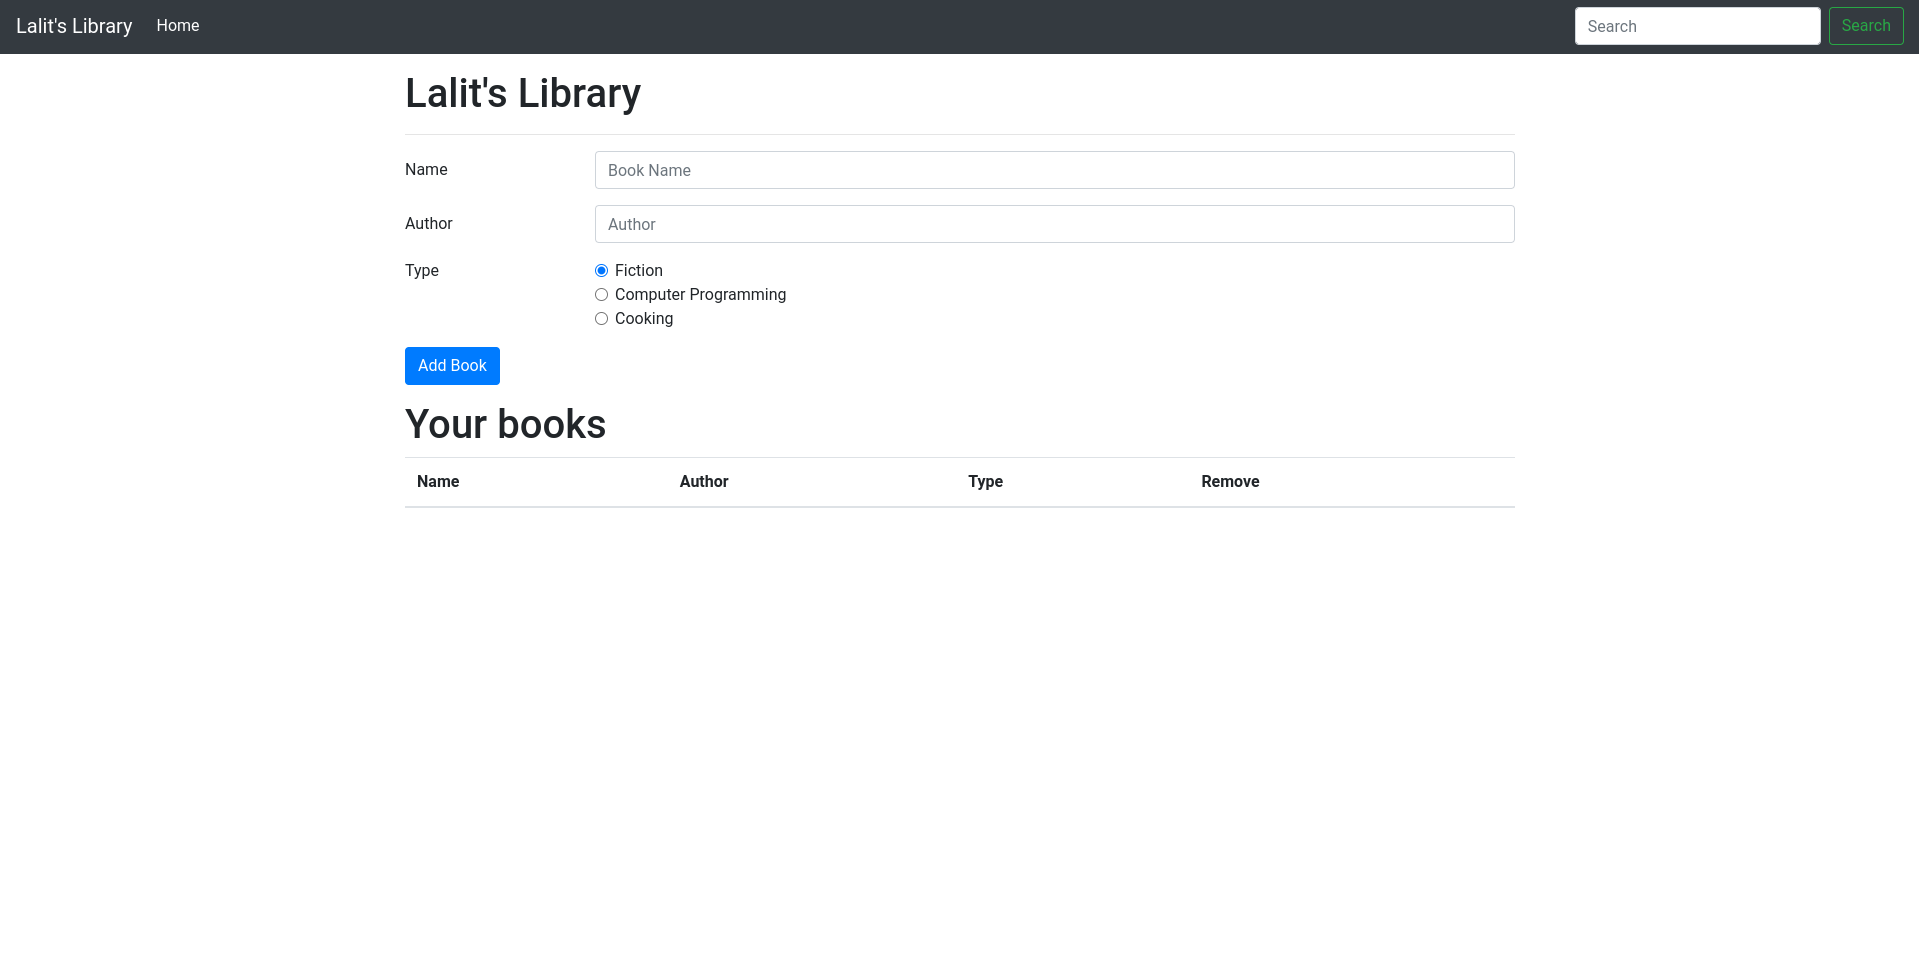 Lalit's Library Home Search Search
Lalit's Library
Name Book Name
Author Author
Type Fiction
Computer Programming
Cooking
Add Book
Your books
Name Author Type Remove